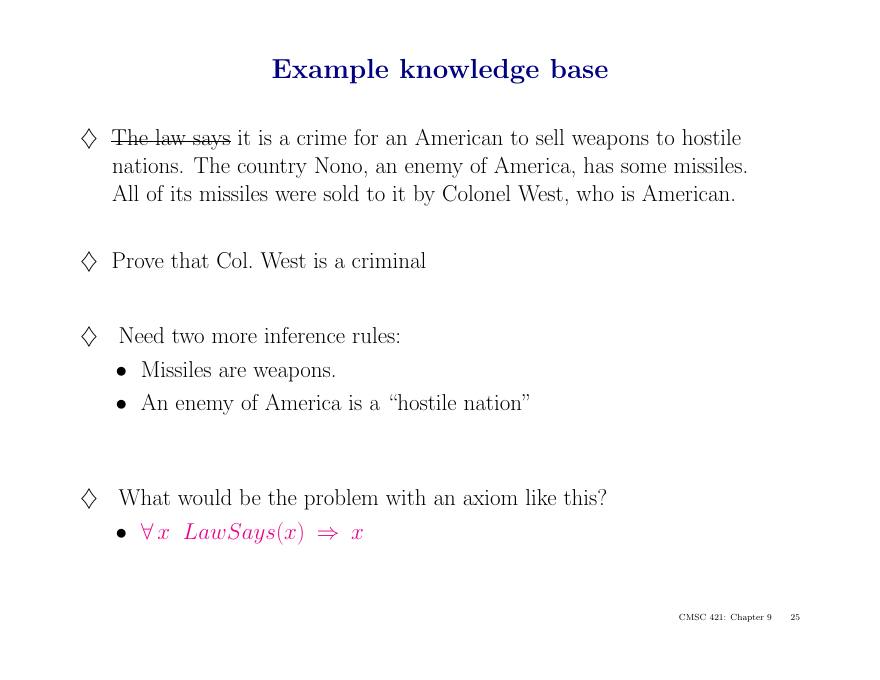 Example knowledge base
♢ The law says it is a crime for an American to sell weapons to hostile
nations. The country Nono, an enemy of America, has some missiles.
All of its missiles were sold to it by Colonel West, who is American.
♢ Prove that Col. West is a criminal
♢ Need two more inference rules:
• Missiles are weapons.
• An enemy of America is a “hostile nation”
♢ What would be the problem with an axiom like this?
• ∀ x LawSays(x) ⇒ x
CMSC 421: Chapter 9 25